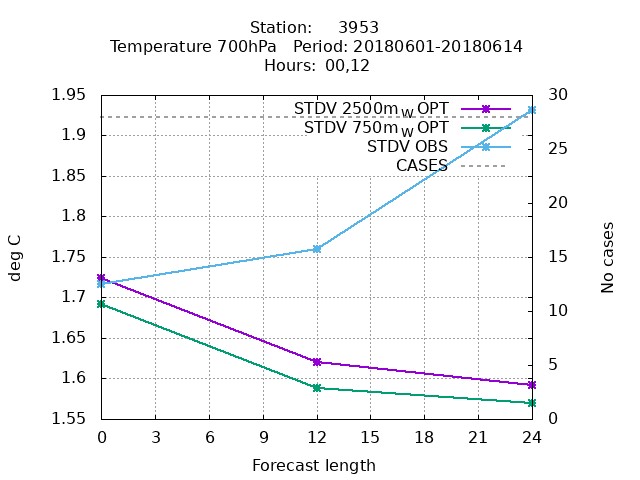 Station: 3953
Temperature 700hPa Period: 20180601-20180614
Hours: 00,12
1.95
1.9
1.85
1.8
1.75
1.7
1.65
1.6
1.55
deg C
STDV 2500m W OPT
STDV 750m W OPT
STDV OBS
CASES
30
25
20
15
10
5
0
No cases
0 3 6 9 12 15 18 21 24
Forecast length